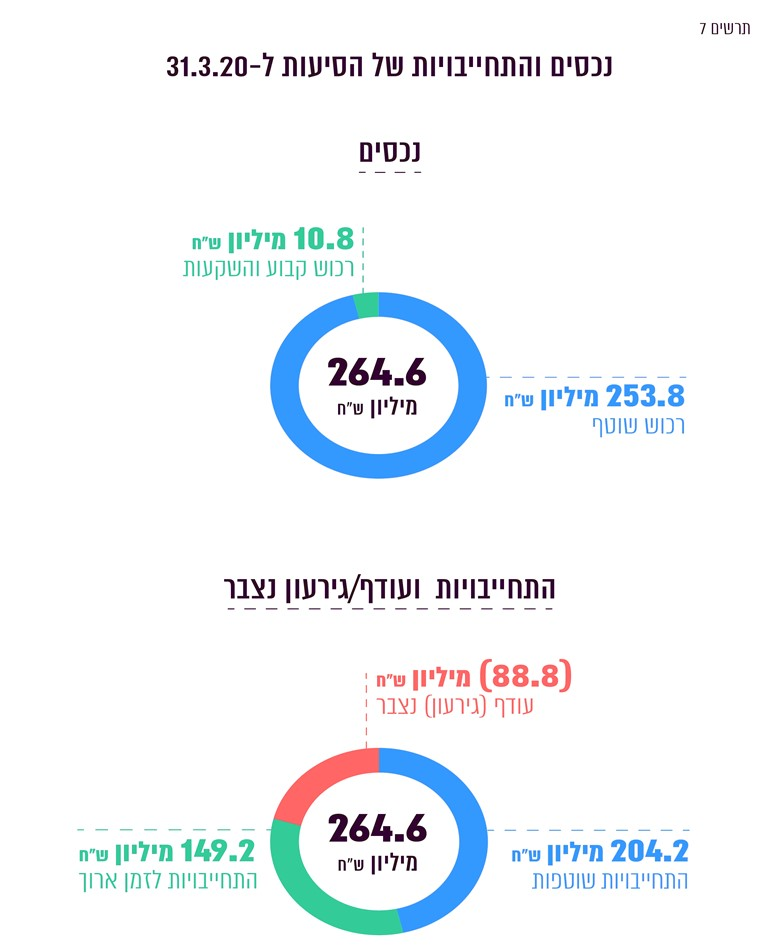 תרשים 7
נכסים והתחייבויות של הסיעות ל-31.3.20
נכסים
10.8 מיליון ש"ח
רכוש קבוע והשקעות
264.6
מיליון ש"ח
253.8 מיליון ש"ח
רכוש שוטף
התחייבויות ועודף/גירעון נצבר
(88.8) מיליון ש"ח
עודף (גירעון) נצבר
264.6
מיליון ש"ח
204.2 מיליון ש"ח
התחייבויות שוטפות
149.2 מיליון ש"ח
התחייבויות לזמן ארוך